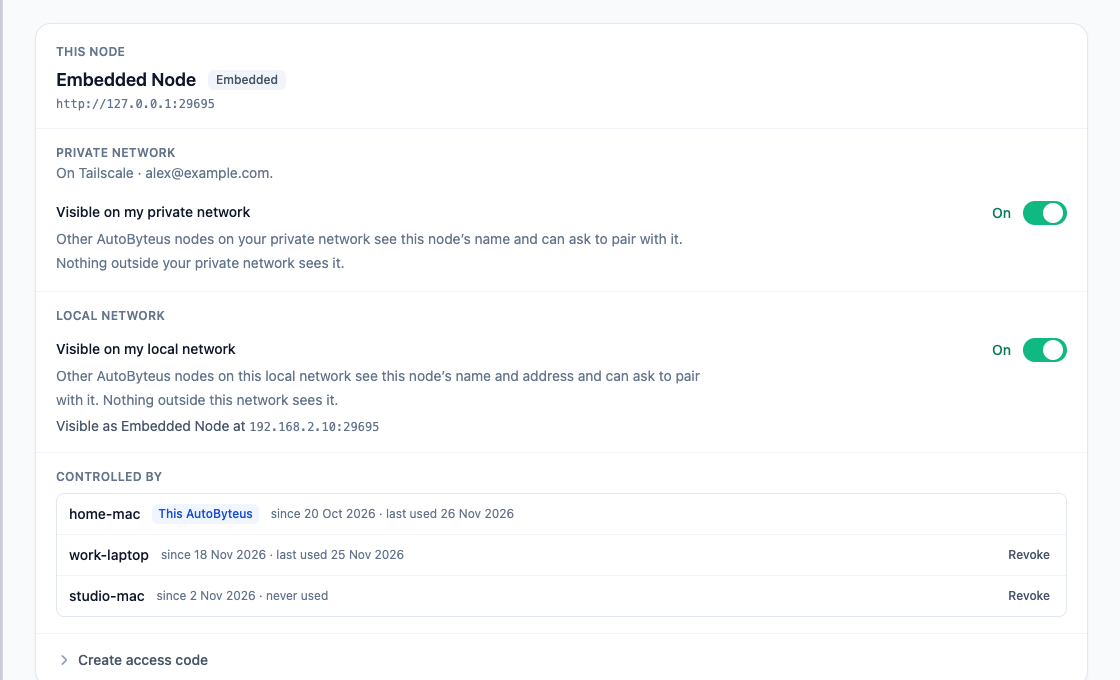 THIS NODE
Embedded Node Embedded
http://127.0.0.1:29695
PRIVATE NETWORK
On Tailscale · alex@example.com.
Visible on my private network On
Other AutoByteus nodes on your private network see this node’s name and can ask to pair with it.
Nothing outside your private network sees it.
LOCAL NETWORK
Visible on my local network On
Other AutoByteus nodes on this local network see this node’s name and address and can ask to pair
with it. Nothing outside this network sees it.
Visible as Embedded Node at 192.168.2.10:29695
CONTROLLED BY
home-mac This AutoByteus since 20 Oct 2026 · last used 26 Nov 2026
work-laptop since 18 Nov 2026 · last used 25 Nov 2026 Revoke
studio-mac since 2 Nov 2026 · never used Revoke
Create access code